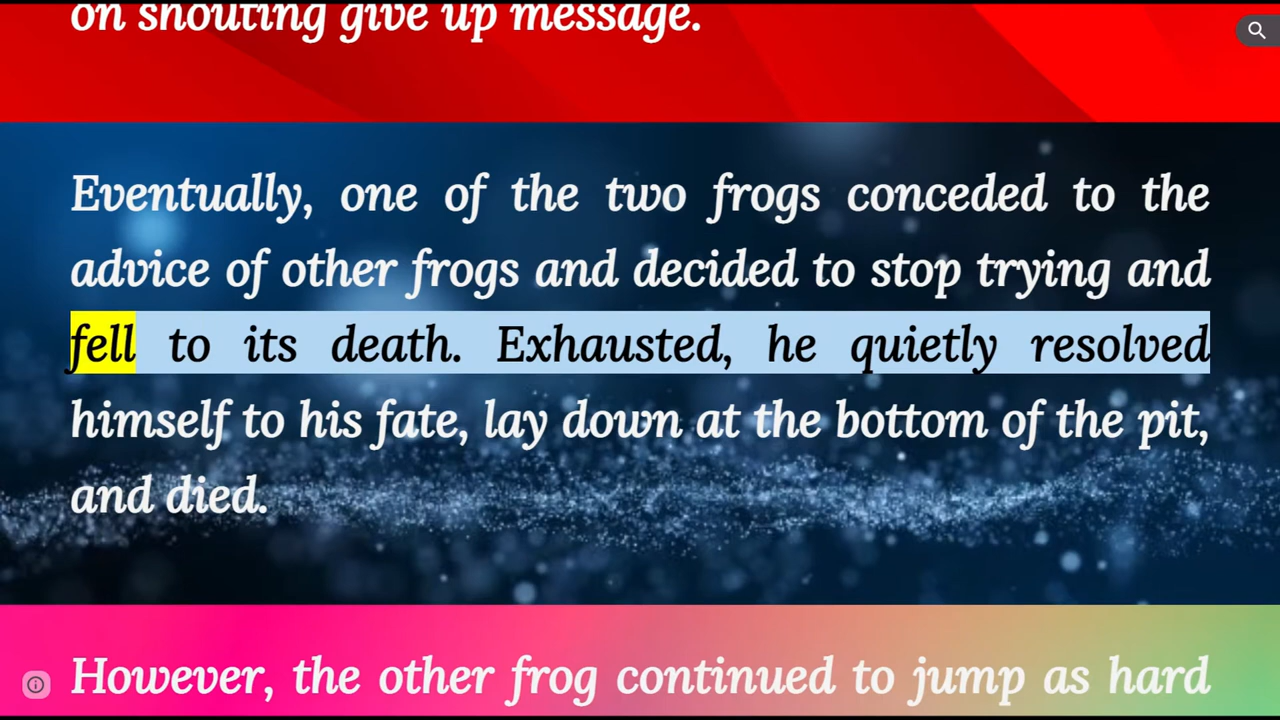 on shouting give up message.
Eventually, one of the two frogs conceded to the
advice of other frogs and decided to stop trying and
fell to its death. Exhausted, he quietly resolved
himself to his fate, lay down at the bottom of the pit,
and died.
However, the other frog continued to jump as hard